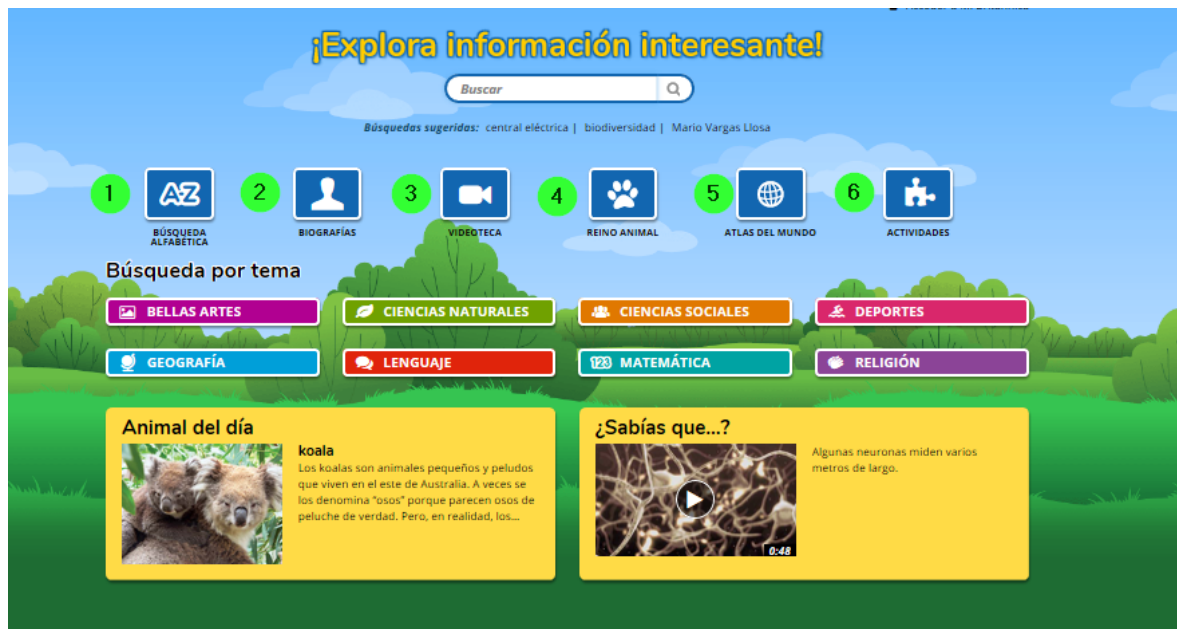 ¡Explora información interesante!
Buscar
Búsquedas sugeridas: central eléctrica | biodiversidad | Mario Vargas Llosa
1
2
3
4
5
6
BÚSQUEDA
ALFABÉTICA
BIOGRAFÍAS
VIDEOTECA
REINO ANIMAL
ATLAS DEL MUNDO
ACTIVIDADES
Búsqueda por tema
BELLAS ARTES
CIENCIAS NATURALES
CIENCIAS SOCIALES
DEPORTES
GEOGRAFÍA
LENGUAJE
123 MATEMÁTICA
RELIGIÓN
Animal del día
koala
Los koalas son animales pequeños y peludos
que viven en el este de Australia. A veces se
los denomina "osos" porque parecen osos de
peluche de verdad. Pero, en realidad, los...
¿Sabías que...?
Algunas neuronas miden varios
metros de largo.
0:48